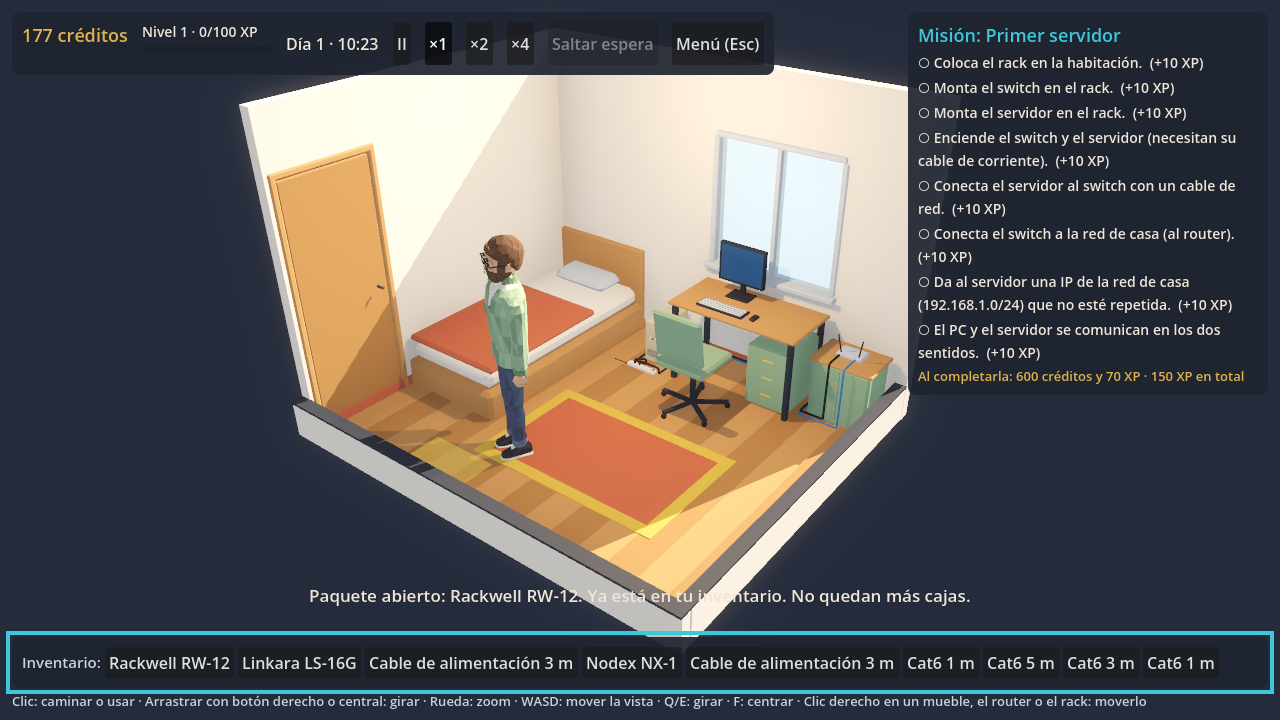 177 créditos
Nivel 1 · 0/100 XP
Día 1 · 10:23
II
×1
×2
×4
Saltar espera
Menú (Esc)
Misión: Primer servidor
○ Coloca el rack en la habitación. (+10 XP)
○ Monta el switch en el rack. (+10 XP)
○ Monta el servidor en el rack. (+10 XP)
○ Enciende el switch y el servidor (necesitan su
cable de corriente). (+10 XP)
○ Conecta el servidor al switch con un cable de
red. (+10 XP)
○ Conecta el switch a la red de casa (al router).
(+10 XP)
○ Da al servidor una IP de la red de casa
(192.168.1.0/24) que no esté repetida. (+10 XP)
○ El PC y el servidor se comunican en los dos
sentidos. (+10 XP)
Al completarla: 600 créditos y 70 XP · 150 XP en total
Paquete abierto: Rackwell RW-12. Ya está en tu inventario. No quedan más cajas.
Inventario: Rackwell RW-12 Linkara LS-16G Cable de alimentación 3 m Nodex NX-1 Cable de alimentación 3 m Cat6 1 m Cat6 5 m Cat6 3 m Cat6 1 m
Clic: caminar o usar · Arrastrar con botón derecho o central: girar · Rueda: zoom · WASD: mover la vista · Q/E: girar · F: centrar · Clic derecho en un mueble, el router o el rack: moverlo